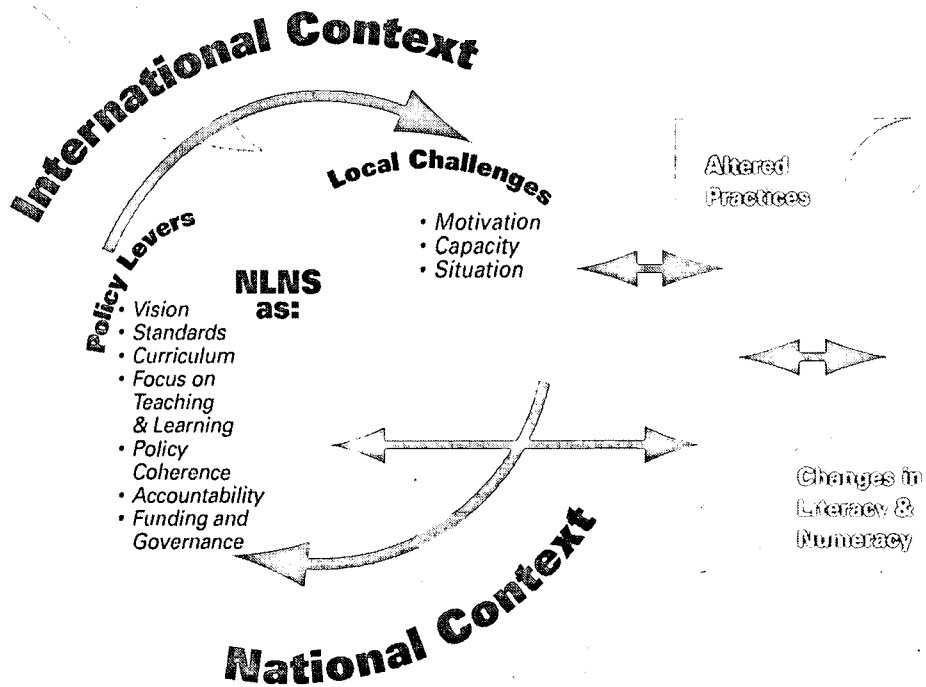 International Context
Local Challenges
• Motivation
• Capacity
• Situation
Altered
Practices
Policy Levers
NLNS
as:
• Vision
• Standards
• Curriculum
• Focus on
Teaching
& Learning
• Policy
Coherence
• Accountability
• Funding and
Governance
Changes in
Literacy &
Numeracy
National Context